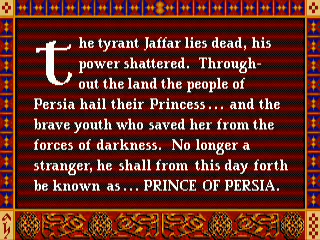 the tyrant Jaffar lies dead, his
power shattered. Through-
out the land the people of
Persia hail their Princess... and the
brave youth who saved her from the
forces of darkness. No longer a
stranger, he shall from this day forth
be known as... PRINCE OF PERSIA.